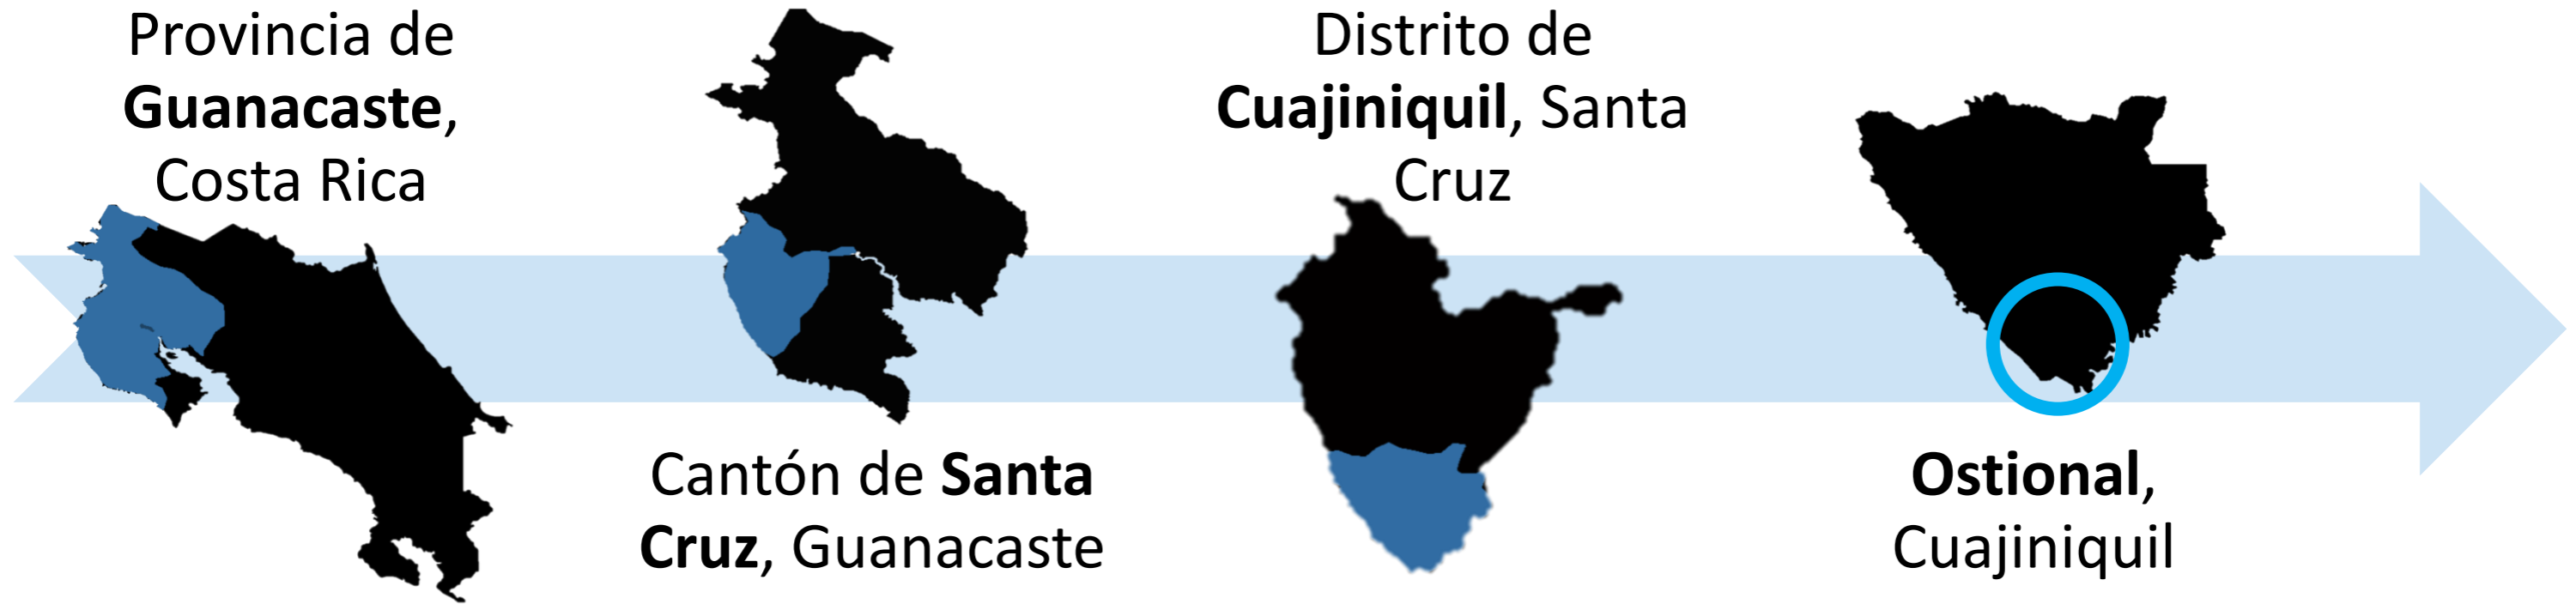 Provincia de
Guanacaste,
Costa Rica
Cantón de Santa
Cruz, Guanacaste
Distrito de
Cuajiniquil, Santa
Cruz
Ostional,
Cuajiniquil